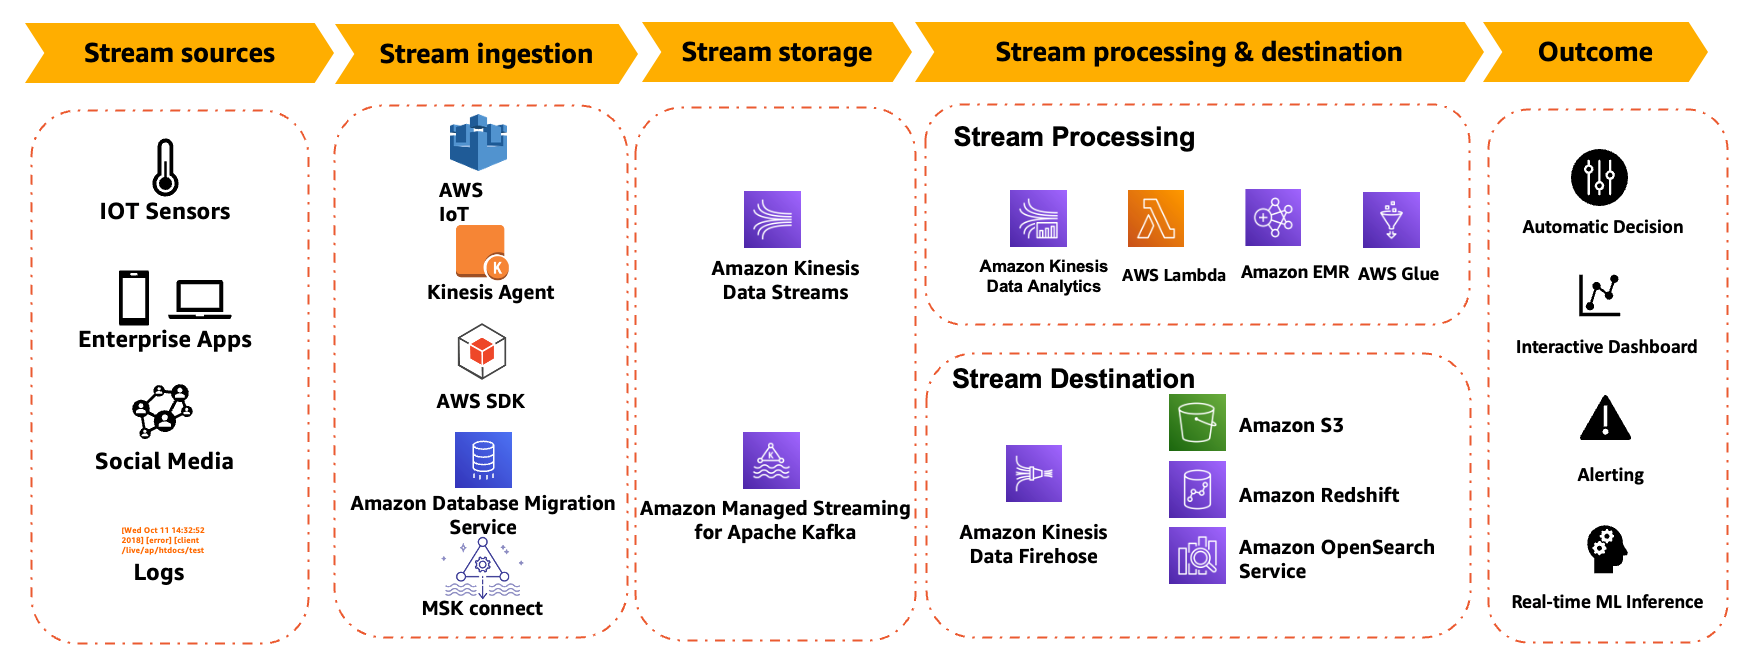 Stream sources
Stream ingestion
Stream storage
Stream processing & destination
Outcome
IOT Sensors
Enterprise Apps
Social Media
[Wed Oct 11 14:32:52
2018] [error] [client
/live/ap/htdocs/test
Logs
AWS
IoT
K
Kinesis Agent
AWS SDK
Amazon Database Migration
Service
MSK connect
Amazon Kinesis
Data Streams
K
Amazon Managed Streaming
for Apache Kafka
Stream Processing
Amazon Kinesis
Data Analytics
AWS Lambda
Amazon EMR
AWS Glue
Stream Destination
Amazon Kinesis
Data Firehose
Amazon S3
Amazon Redshift
Amazon OpenSearch
Service
Automatic Decision
Interactive Dashboard
Alerting
Real-time ML Inference